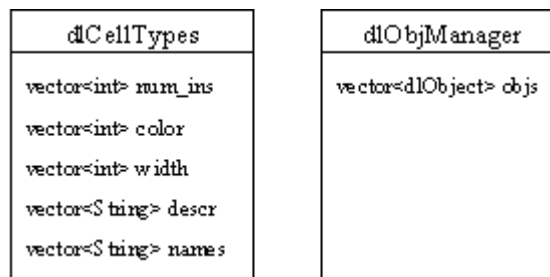 dlCellTypes
vector<int> num_ins
vector<int> color
vector<int> width
vector<String> descr
vector<String> names
dlObjManager
vector<dlObject> objs